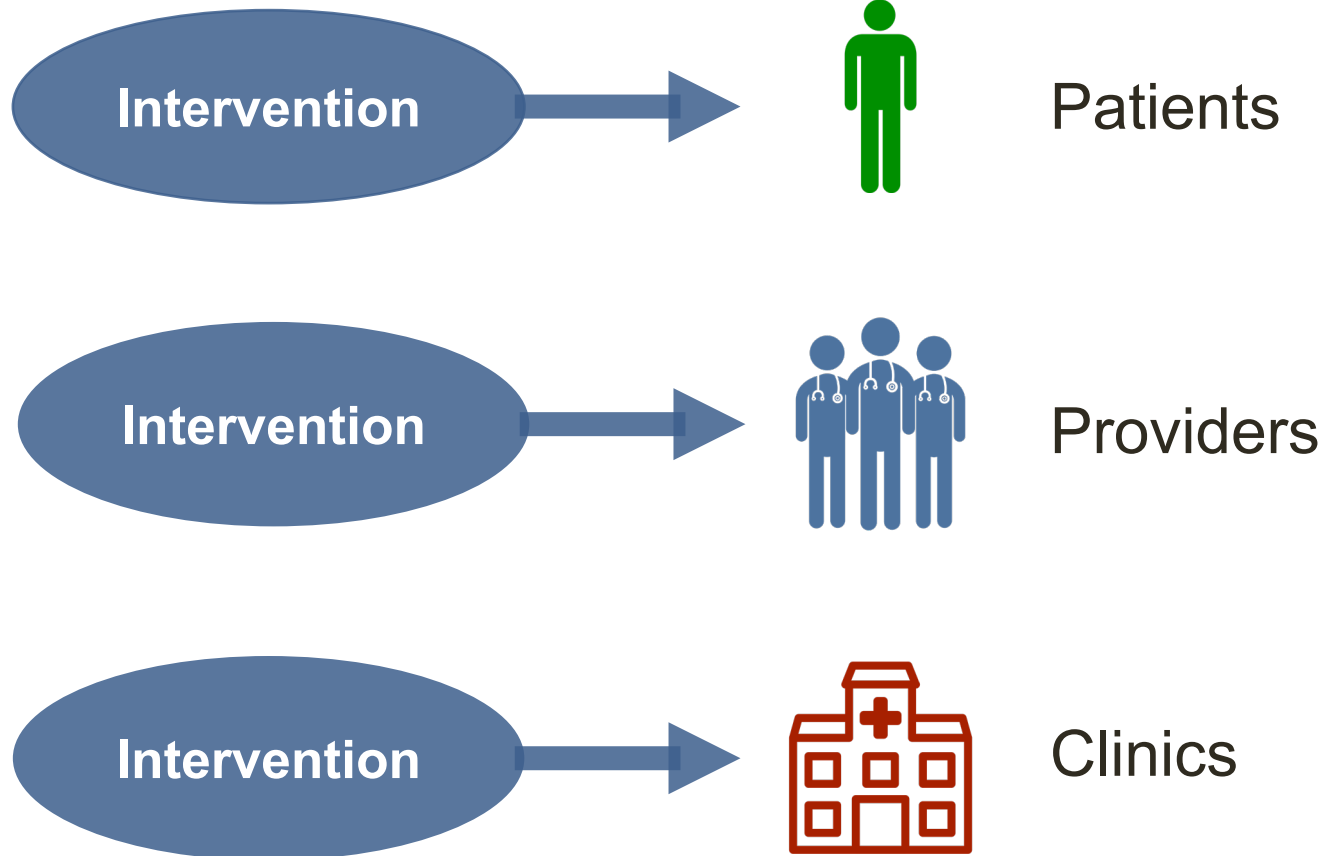 Intervention
Patients
Intervention
Providers
Intervention
Clinics